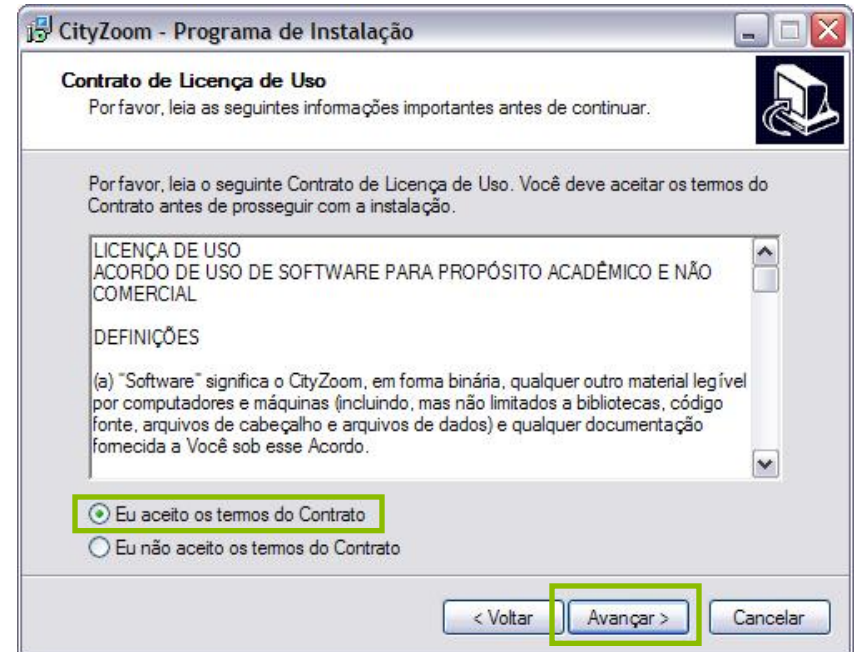 CityZoom - Programa de Instalação
Contrato de Licença de Uso
Por favor, leia as seguintes informações importantes antes de continuar.
Por favor, leia o seguinte Contrato de Licença de Uso. Você deve aceitar os termos do
Contrato antes de prosseguir com a instalação.
LICENÇA DE USO
ACORDO DE USO DE SOFTWARE PARA PROPÓSITO ACADÊMICO E NÃO
COMERCIAL
DEFINIÇÕES
(a) "Software" significa o CityZoom, em forma binária, qualquer outro material legível
por computadores e máquinas (incluindo, mas não limitados a bibliotecas, código
fonte, arquivos de cabeçalho e arquivos de dados) e qualquer documentação
fornecida a Você sob esse Acordo.
Eu aceito os termos do Contrato
Eu não aceito os termos do Contrato
< Voltar Avançar > Cancelar